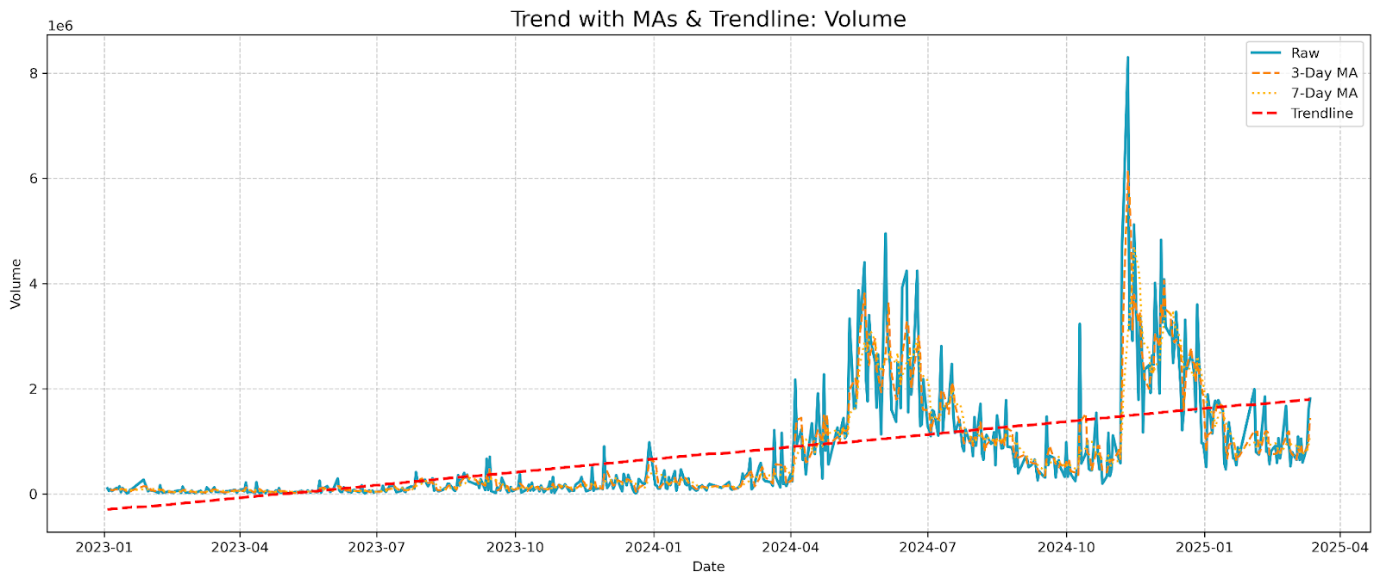 Trend with MAs & Trendline: Volume
1e6
Raw
3-Day MA
7-Day MA
Trendline
8
6
4
2
0
Volume
2023-01 2023-04 2023-07 2023-10 2024-01 2024-04 2024-07 2024-10 2025-01 2025-04
Date